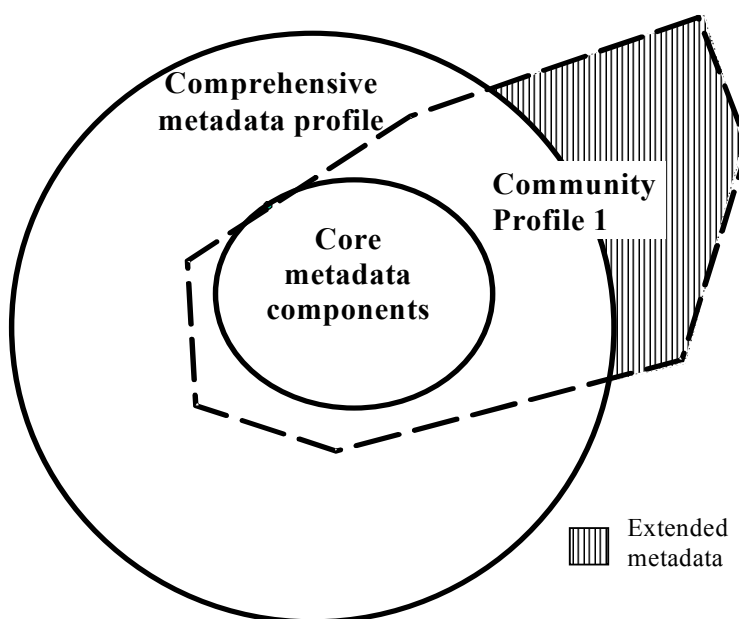 Comprehensive
metadata profile
Community
Profile 1
Core
metadata
components
Extended
metadata